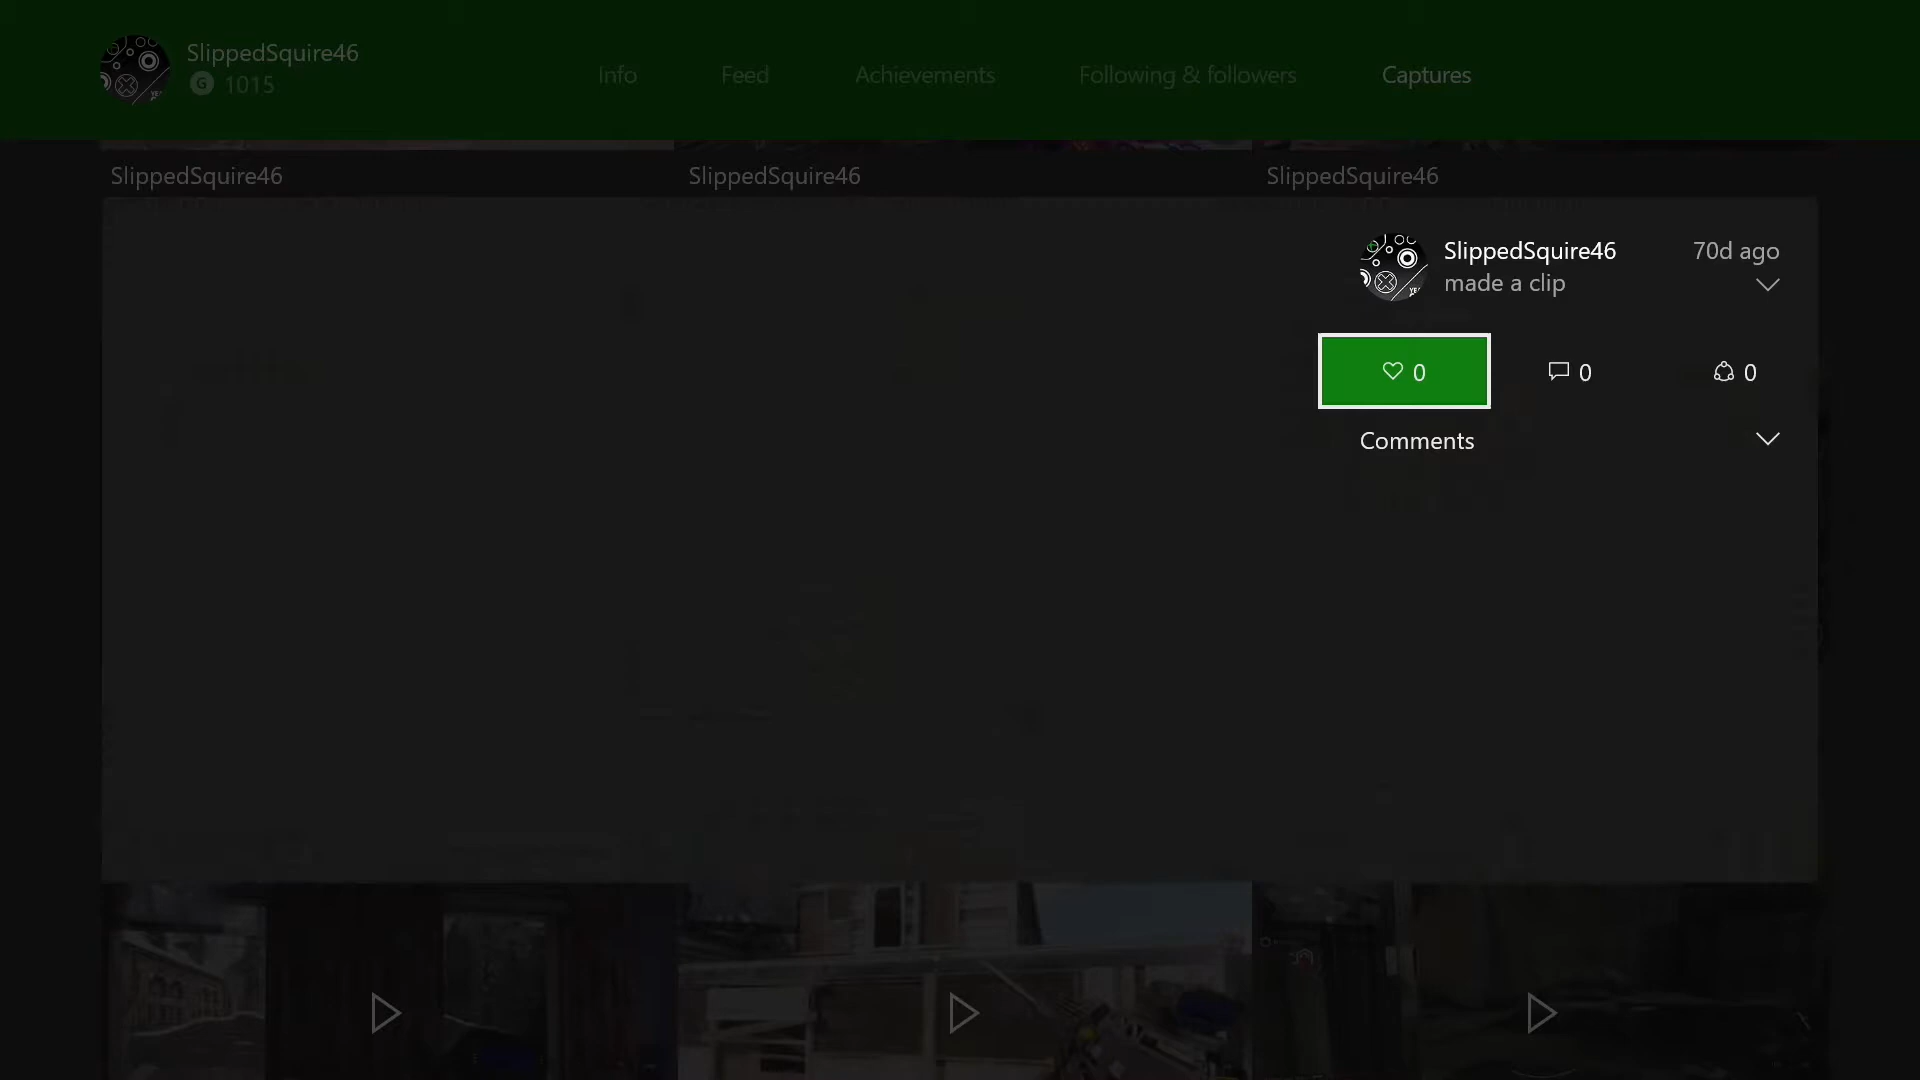 SlippedSquire46
G 1015
Info
Feed
Achievements
Following & followers
Captures
SlippedSquire46
SlippedSquire46
SlippedSquire46
SlippedSquire46
70d ago
made a clip
0
0
0
Comments